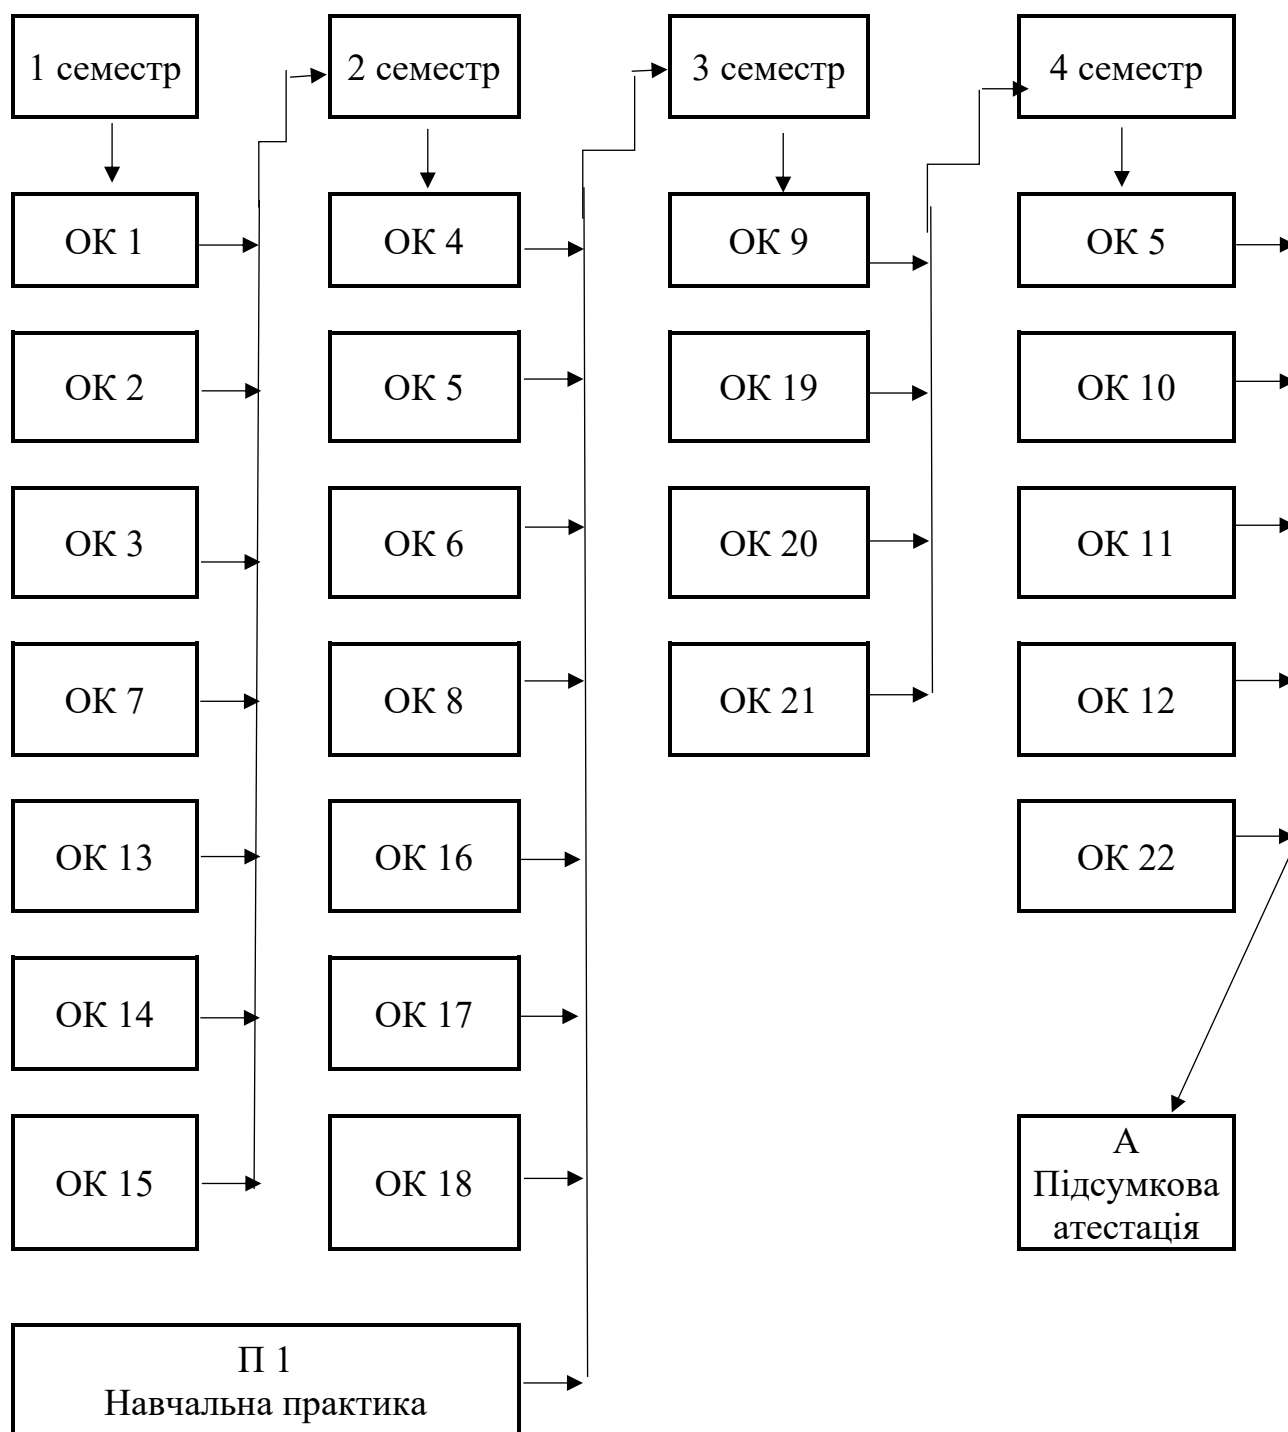 1 семестр
2 семестр
3 семестр
4 семестр
ОК 1
ОК 4
ОК 9
ОК 5
ОК 2
ОК 5
ОК 19
ОК 10
ОК 3
ОК 6
ОК 20
ОК 11
ОК 7
ОК 8
ОК 21
ОК 12
ОК 13
ОК 16
ОК 22
ОК 14
ОК 17
ОК 15
ОК 18
А
Підсумкова
атестація
П 1
Навчальна практика